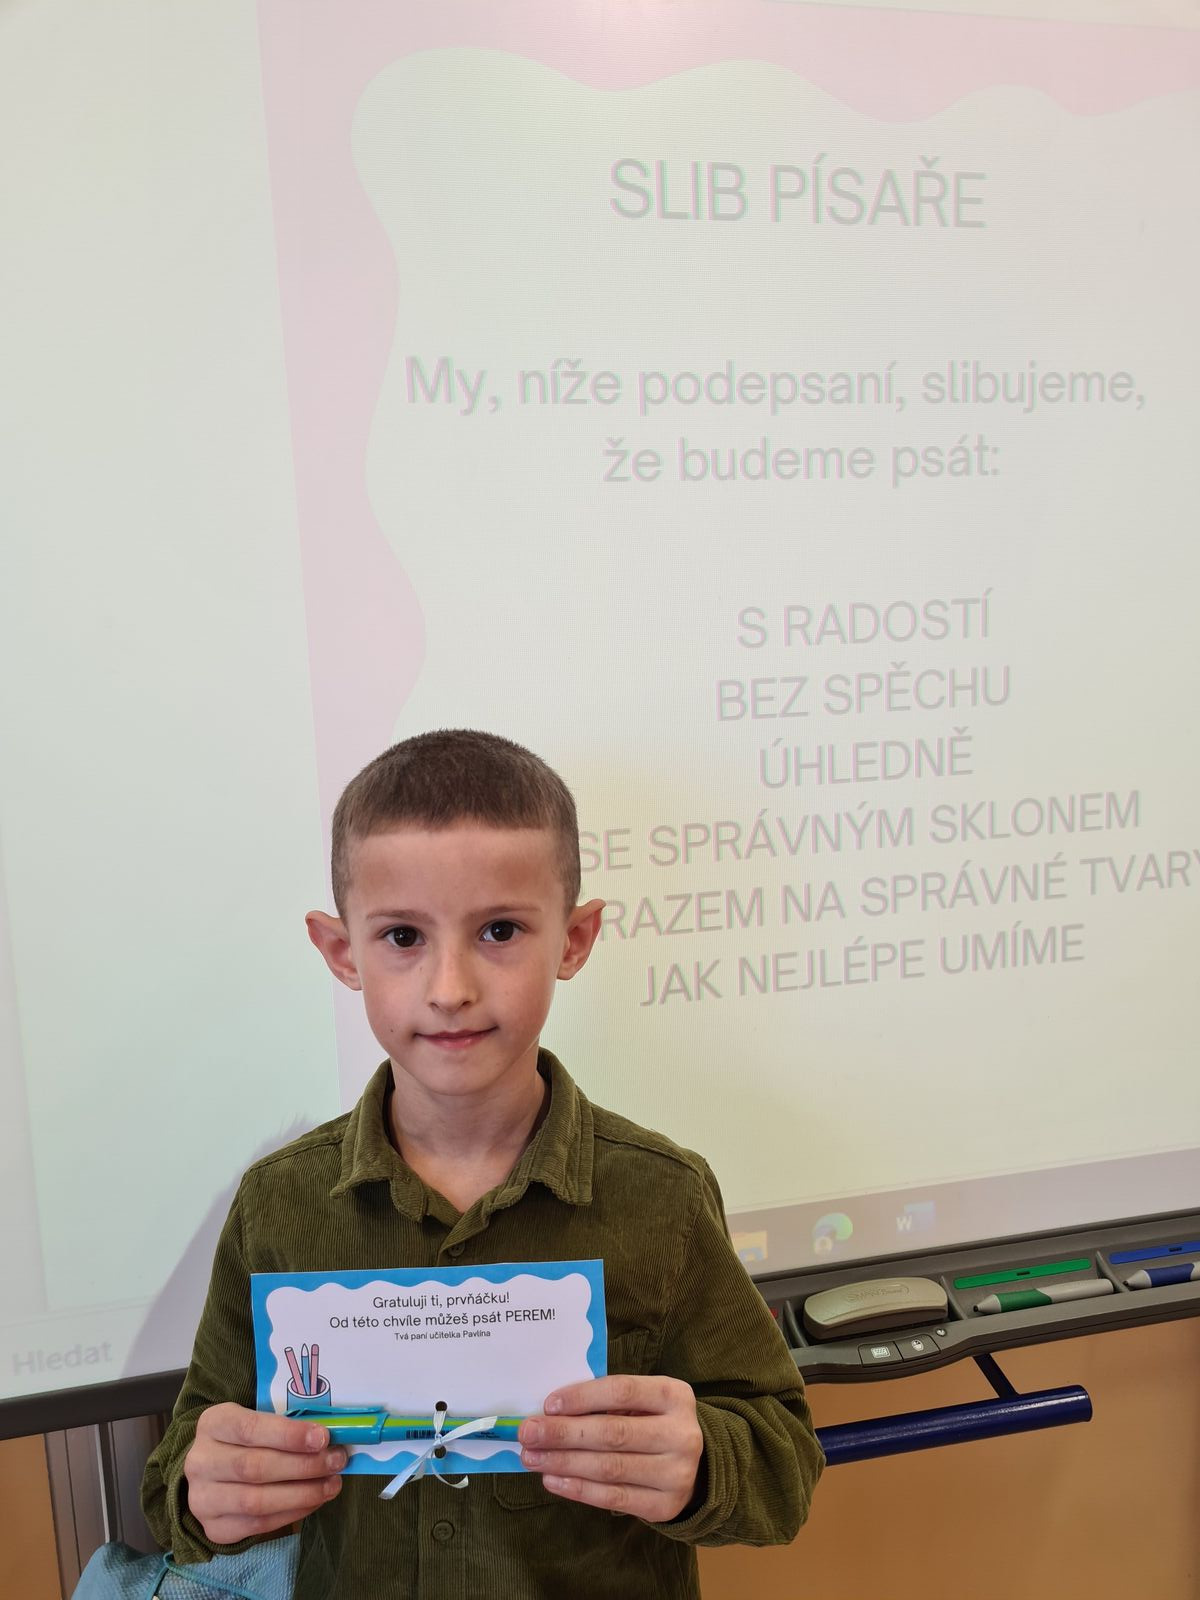 SLIB PÍSAŘE
My, níže podepsaní, slibujeme,
že budeme psát:
S RADOSTÍ
BEZ SPĚCHU
ÚHLEDNĚ
SE SPRÁVNÝM SKLONEM
RAZEM NA SPRÁVNÉ TVARY
JAK NEJLÉPE UMÍME
Hledat
Gratuluji ti, prvňáčku!
Od této chvíle můžeš psát PEREM!
Tvá paní učitelka Pavlína